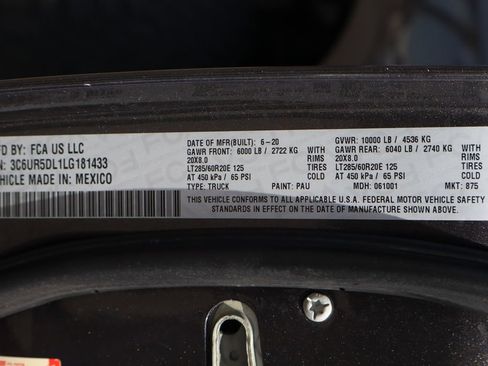 FD BY: FCA US LLC
N: 3C6UR5DL1LG181433
EHICLE MADE IN: MEXICO
DATE OF MFR(BUILT): 6-20
GAWR FRONT: 6000 LB / 2722 KG WITH
20X8.0 RIMS
LT285/60R20E 125 TIRES
AT 450 kPa / 65 PSI COLD
TYPE: TRUCK PAINT: PAU
GVWR: 10000 LB / 4536 KG
GAWR REAR: 6040 LB / 2740 KG WITH
20X8.0 RIMS
LT285/60R20E 125 TIRES
AT 450 kPa / 65 PSI COLD
MDH: 061001 MKT: 875
THIS VEHICLE CONFORMS TO ALL APPLICABLE U.S.A. FEDERAL MOTOR VEHICLE SAFETY
STANDARDS IN EFFECT ON THE DATE OF MANUFACTURE SHOWN ABOVE.